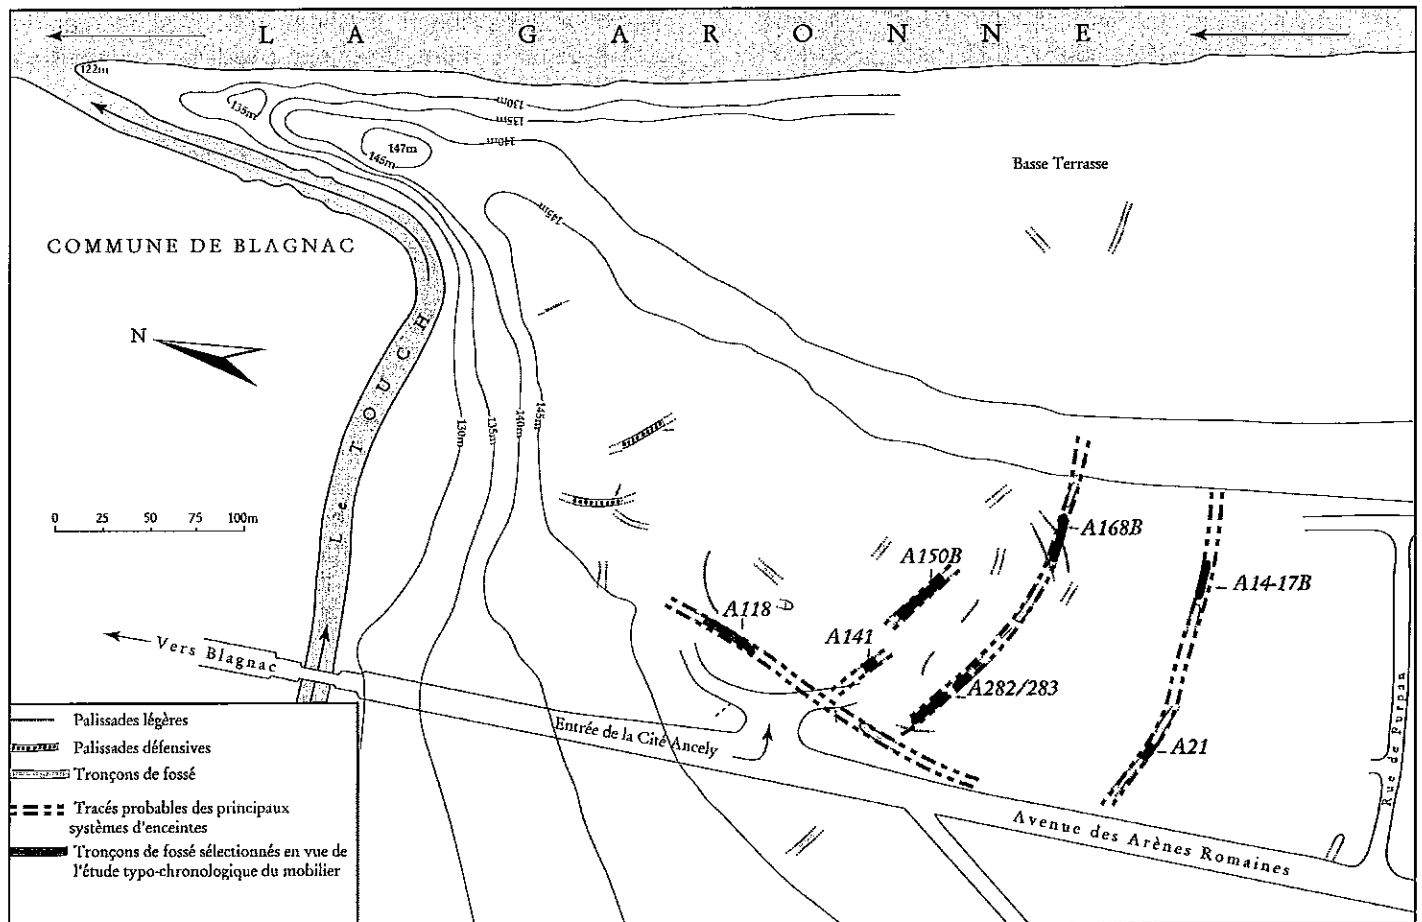 LA GARONNE
122m
135m
130m
135m
140m
147m
145m
145m
Basse Terrasse
COMMUNE DE BLAGNAC
N
Le TOUCH
130m
135m
140m
145m
0 25 50 75 100m
A168B
A150B
A14-17B
A118
A141
A282/283
A21
Vers Blagnac
Entrée de la Cité Ancely
Avenue des Arènes Romaines
Rue de Purpan
Palissades légères
Palissades défensives
Tronçons de fossé
Tracés probables des principaux
systèmes d'enceintes
Tronçons de fossé sélectionnés en vue de
l'étude typo-chronologique du mobilier